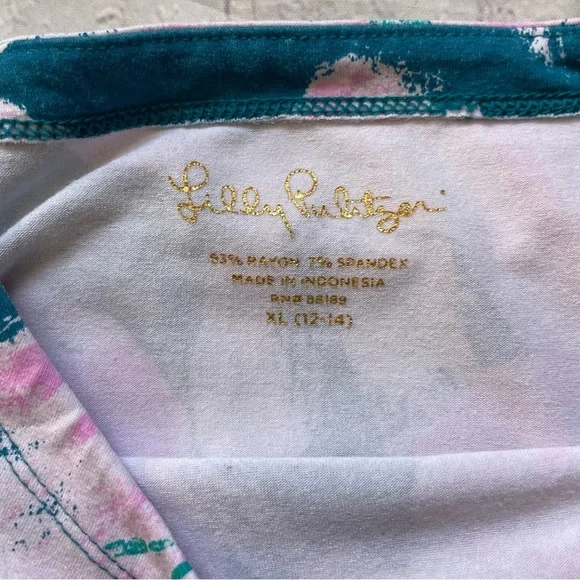 Lilly Pulitzer
93% RAYON 7% SPANDEX
MADE IN INDONESIA
RN# 88189
XL (12-14)